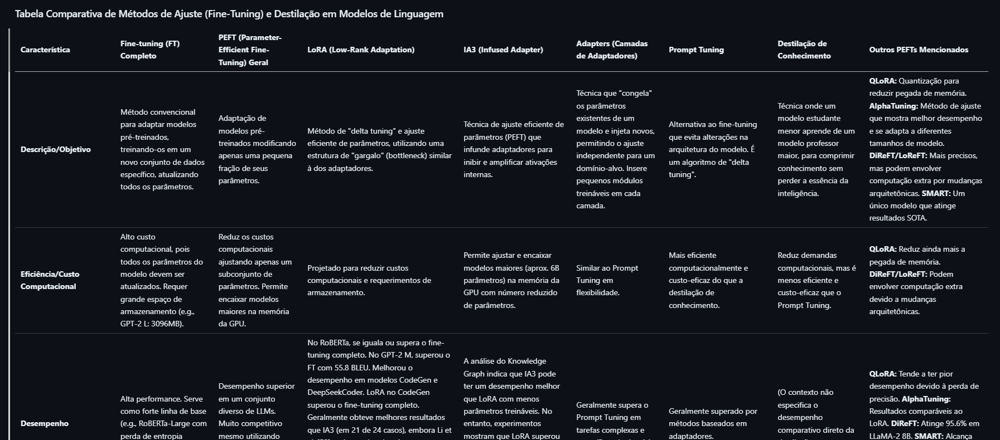 Tabela Comparativa de Métodos de Ajuste (Fine-Tuning) e Destilação em Modelos de Linguagem
Característica
Fine-tuning (FT)
Completo
PEFT (Parameter-
Efficient Fine-
Tuning) Geral
LoRA (Low-Rank Adaptation)
IA3 (Infused Adapter)
Adapters (Camadas
de Adaptadores)
Prompt Tuning
Destilação de
Conhecimento
Outros PEFTs Mencionados
Descrição/Objetivo
Método convencional
para adaptar modelos
pré-treinados,
treinando-os em um
novo conjunto de dados
específico, atualizando
todos os parâmetros.
Adaptação de
modelos pré-
treinados modificando
apenas uma pequena
fração de seus
parâmetros.
Método de "delta tuning" e ajuste
eficiente de parâmetros, utilizando uma
estrutura de "gargalo" (bottleneck) similar
à dos adaptadores.
Técnica de ajuste eficiente de
parâmetros (PEFT) que
infunde adaptadores para
inibir e amplificar ativações
internas.
Técnica que "congela"
os parâmetros
existentes de um
modelo e injeta novos,
permitindo o ajuste
independente para um
domínio-alvo. Insere
pequenos módulos
treináveis em cada
camada.
Alternativa ao fine-tuning
que evita alterações na
arquitetura do modelo. É
um algoritmo de "delta
tuning".
Técnica onde um
modelo estudante
menor aprende de um
modelo professor
maior, para comprimir
conhecimento sem
perder a essência da
inteligência.
QLoRA: Quantização para
reduzir pegada de memória.
AlphaTuning: Método de ajuste
que mostra melhor desempenho
e se adapta a diferentes
tamanhos de modelo.
DiReFT/LoReFT: Mais precisos,
mas podem envolver
computação extra por mudanças
arquitetônicas. SMART: Um
único modelo que atinge
resultados SOTA.
Eficiência/Custo
Computacional
Alto custo
computacional, pois
todos os parâmetros do
modelo devem ser
atualizados. Requer
grande espaço de
armazenamento (e.g.,
GPT-2 L: 3096MB).
Reduz os custos
computacionais
ajustando apenas um
subconjunto de
parâmetros. Permite
encaixar modelos
maiores na memória
da GPU.
Projetado para reduzir custos
computacionais e requerimentos de
armazenamento.
Permite ajustar e encaixar
modelos maiores (aprox. 6B
parâmetros) na memória da
GPU com número reduzido
de parâmetros.
Similar ao Prompt
Tuning em
flexibilidade.
Mais eficiente
computacionalmente e
custo-eficaz do que a
destilação de
conhecimento.
Reduz demandas
computacionais, mas é
menos eficiente e
custo-eficaz que o
Prompt Tuning.
QLoRA: Reduz ainda mais a
pegada de memória.
DiReFT/LoReFT: Podem
envolver computação extra
devido a mudanças
arquitetônicas.
Desempenho
Alta performance. Serve
como forte linha de base
(e.g., RoBERTa-Large com
perda de entropia
Desempenho superior
em um conjunto
diverso de LLMs.
Muito competitivo
mesmo utilizando
No RoBERTa, se iguala ou supera o fine-
tuning completo. No GPT-2 M, superou o
FT com 55.8 BLEU. Melhorou o
desempenho em modelos CodeGen e
DeepSeekCoder. LoRA no CodeGen
superou o fine-tuning completo.
Geralmente obteve melhores resultados
que IA3 (em 21 de 24 casos), embora Li et
A análise do Knowledge
Graph indica que IA3 pode
ter um desempenho melhor
que LoRA com menos
parâmetros treináveis. No
entanto, experimentos
mostram que LoRA superou
Geralmente supera o
Prompt Tuning em
tarefas complexas e
Geralmente superado por
métodos baseados em
adaptadores.
(O contexto não
especifica o
desempenho
comparativo direto da
QLoRA: Tende a ter pior
desempenho devido à perda de
precisão. AlphaTuning:
Resultados comparáveis ao
LoRA. DiReFT: Atinge 95.6% em
LLaMA-2 8B. SMART: Alcança